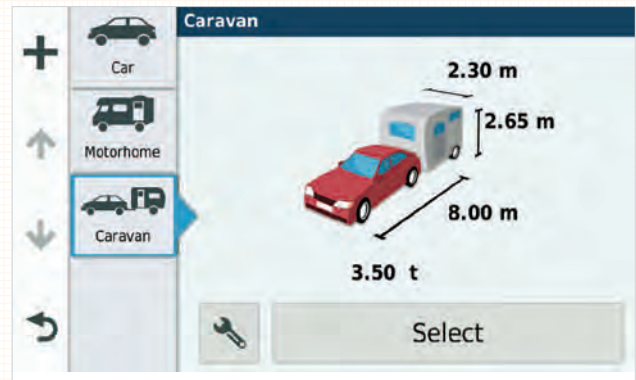 Caravan
Car
Motorhome
Caravan
2.30 m
2.65 m
8.00 m
3.50 t
Select